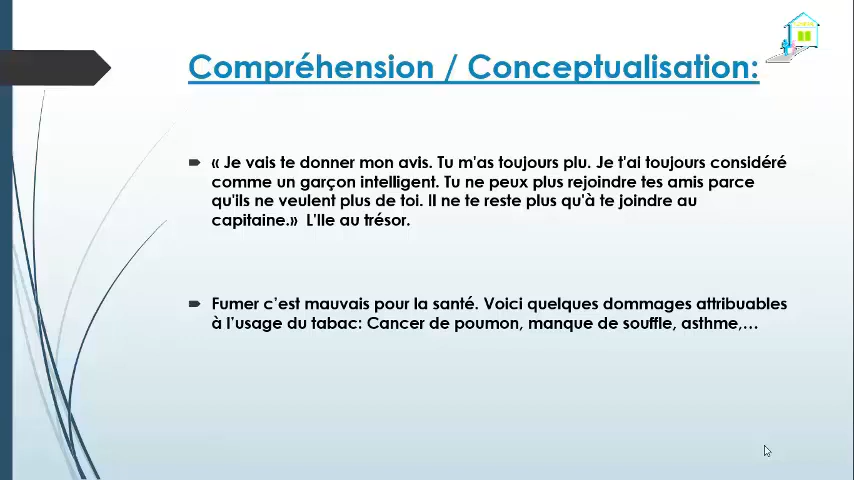 Compréhension / Conceptualisation:
« Je vais te donner mon avis. Tu m'as toujours plu. Je t'ai toujours considéré
comme un garçon intelligent. Tu ne peux plus rejoindre tes amis parce
qu'ils ne veulent plus de toi. Il ne te reste plus qu'à te joindre au
capitaine.» L'Ile au trésor.
Fumer c’est mauvais pour la santé. Voici quelques dommages attribuables
à l’usage du tabac: Cancer de poumon, manque de souffle, asthme,…